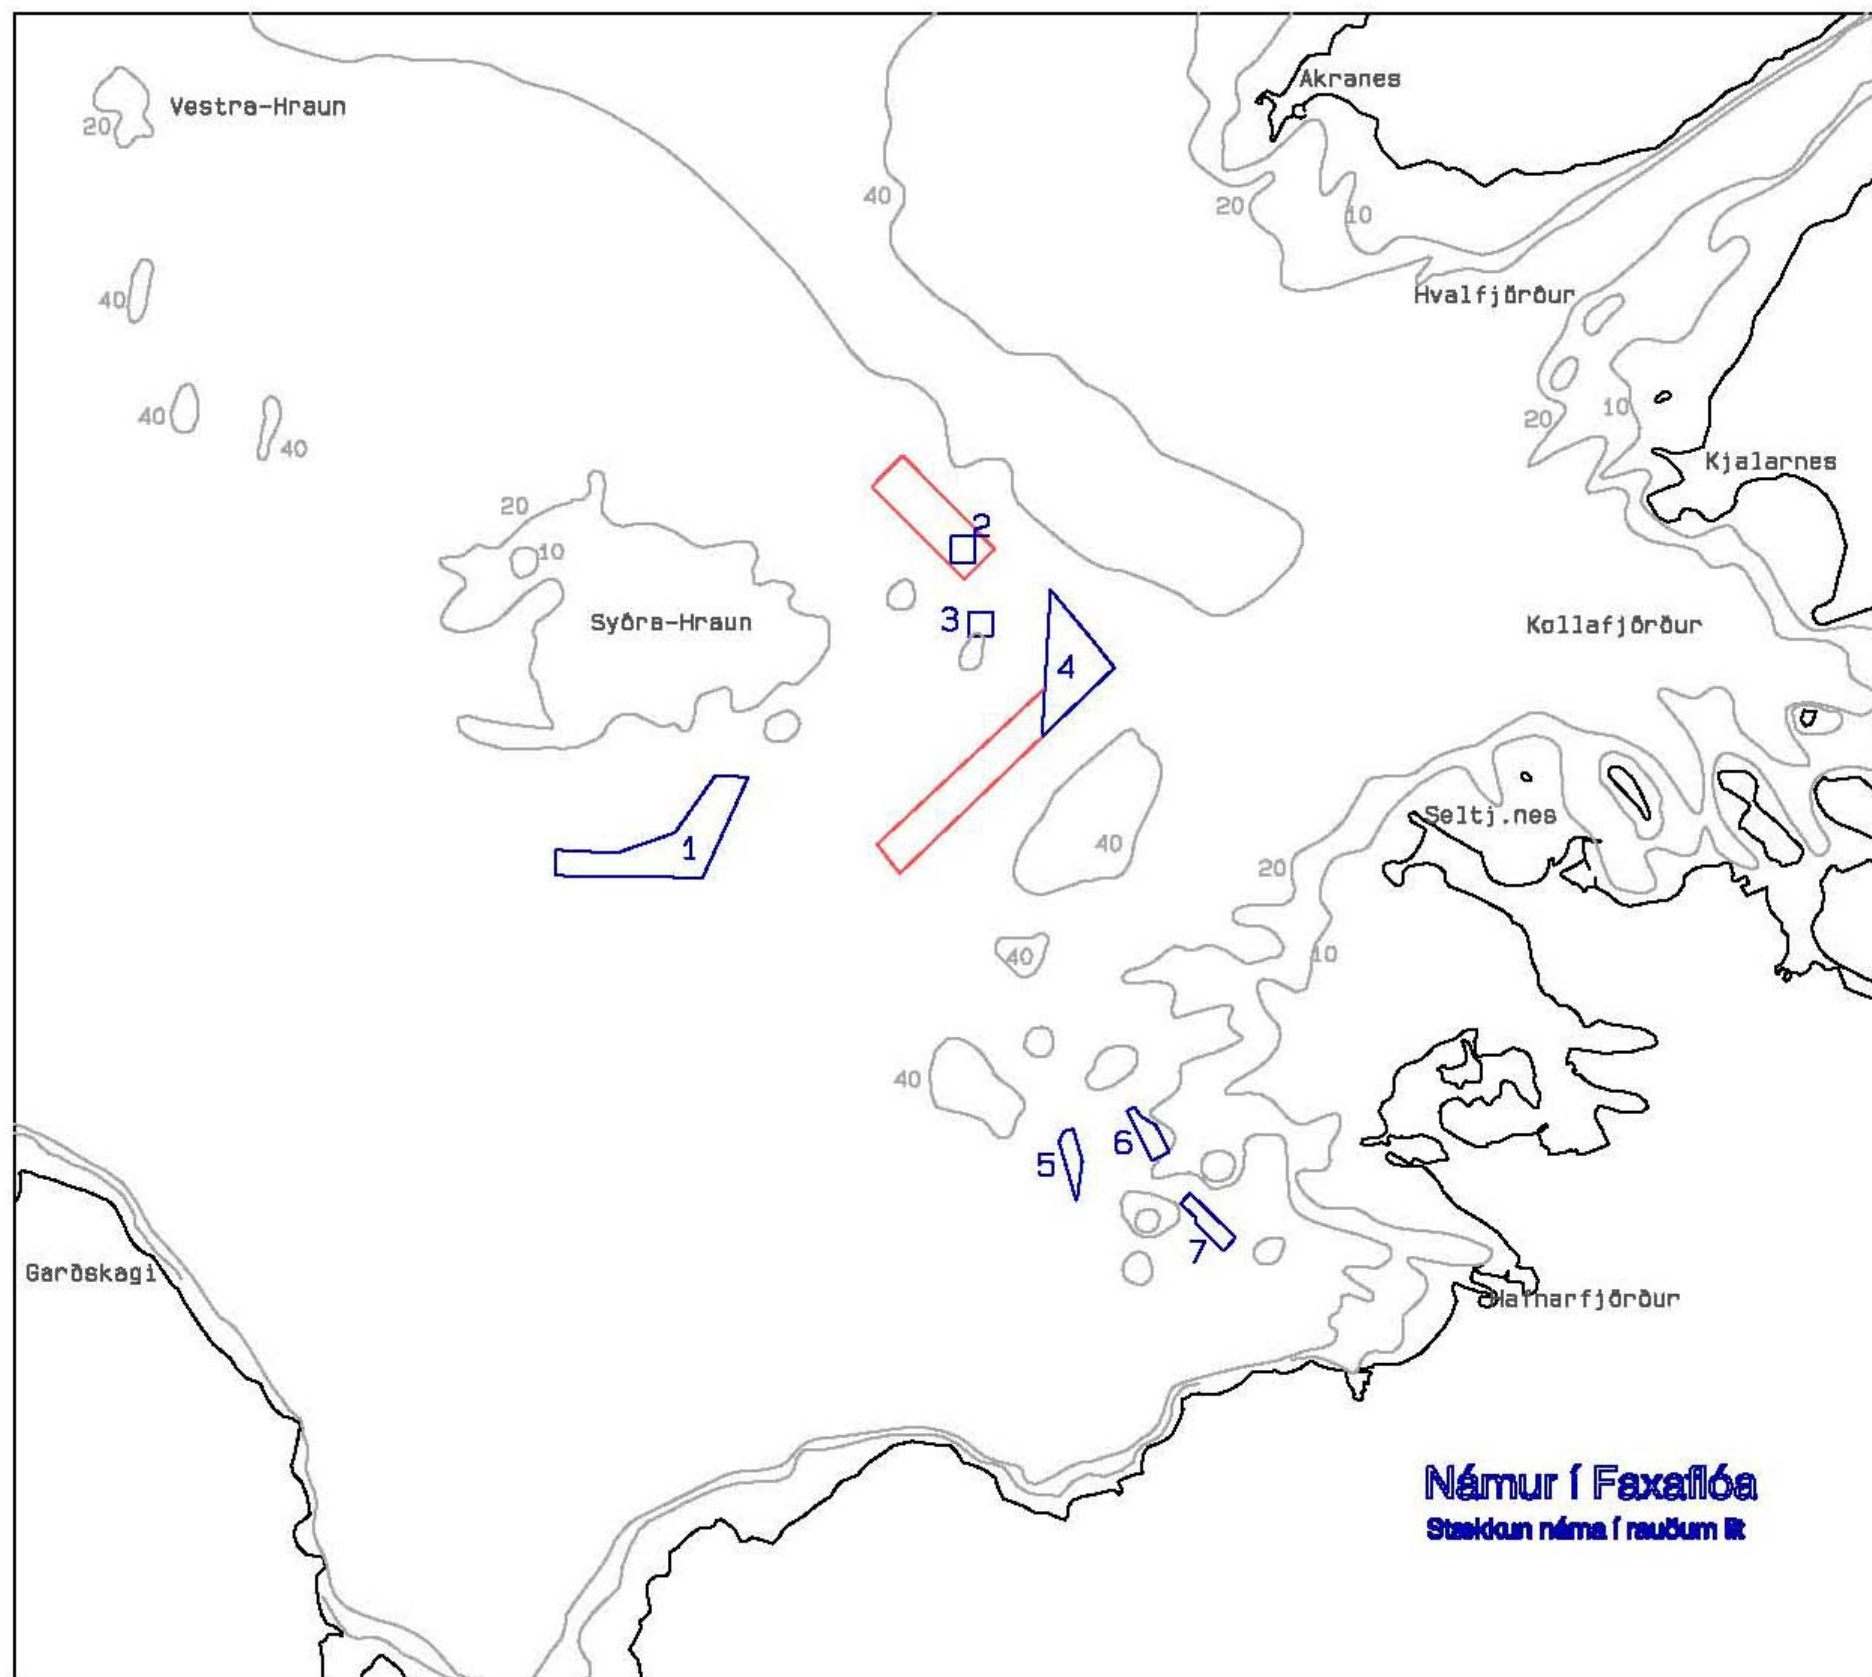 Akranes
Vestra-Hraun
20
40
20
10
40
Hvalfjörður
40
40
20
10
Kjalarnes
20
2
10
3
Syðra-Hraun
Kollafjörður
4
Seltj.nes
1
40
20
40
10
40
6
5
7
Garðskagi
Hafnarfjörður
Námur í Faxaflóa
Stækkun náma í rauðum lit